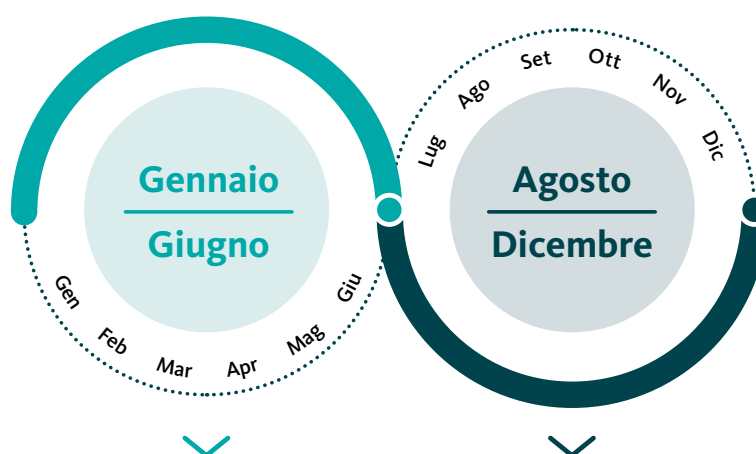 Gennaio
Giugno
Gen
Feb
Mar
Apr
Mag
Giu
Agosto
Dicembre
Lug
Ago
Set
Ott
Nov
Dic